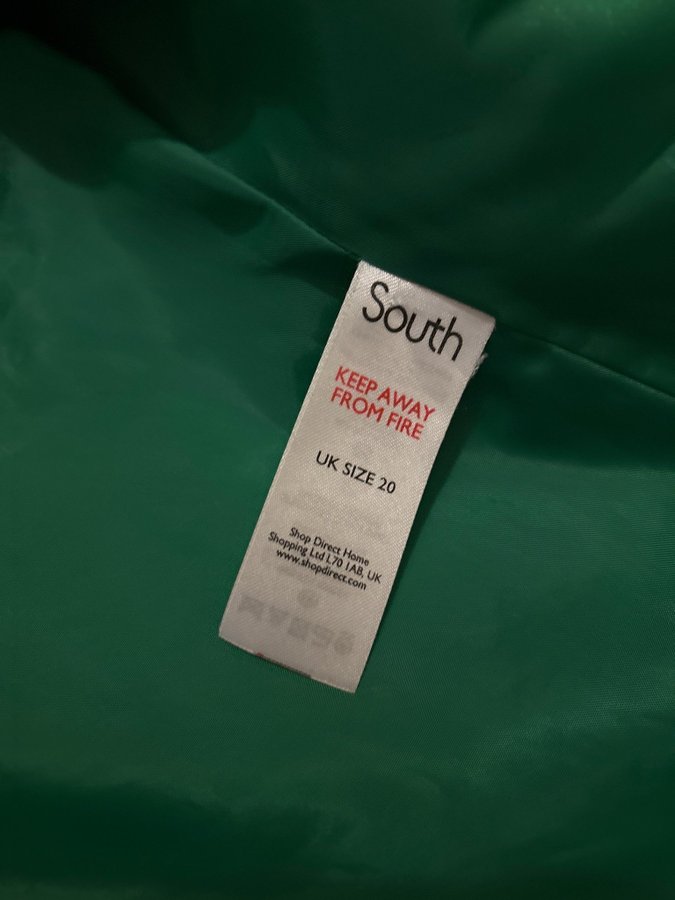 South
KEEP AWAY
FROM FIRE
UK SIZE 20
Shop Direct Home
Shopping Ltd L70 1AB, UK
www.shopdirect.com